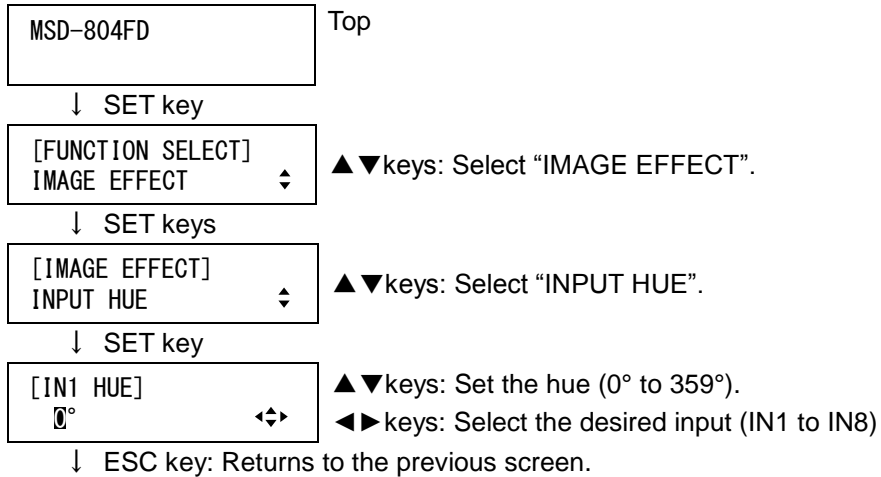 MSD-804FD
Top
↓ SET key
[FUNCTION SELECT]
IMAGE EFFECT
▲▼keys: Select “IMAGE EFFECT”.
↓ SET keys
[IMAGE EFFECT]
INPUT HUE
▲▼keys: Select “INPUT HUE”.
↓ SET key
[IN1 HUE]
▲▼keys: Set the hue (0° to 359°).
0°
◄►keys: Select the desired input (IN1 to IN8)
↓ ESC key: Returns to the previous screen.